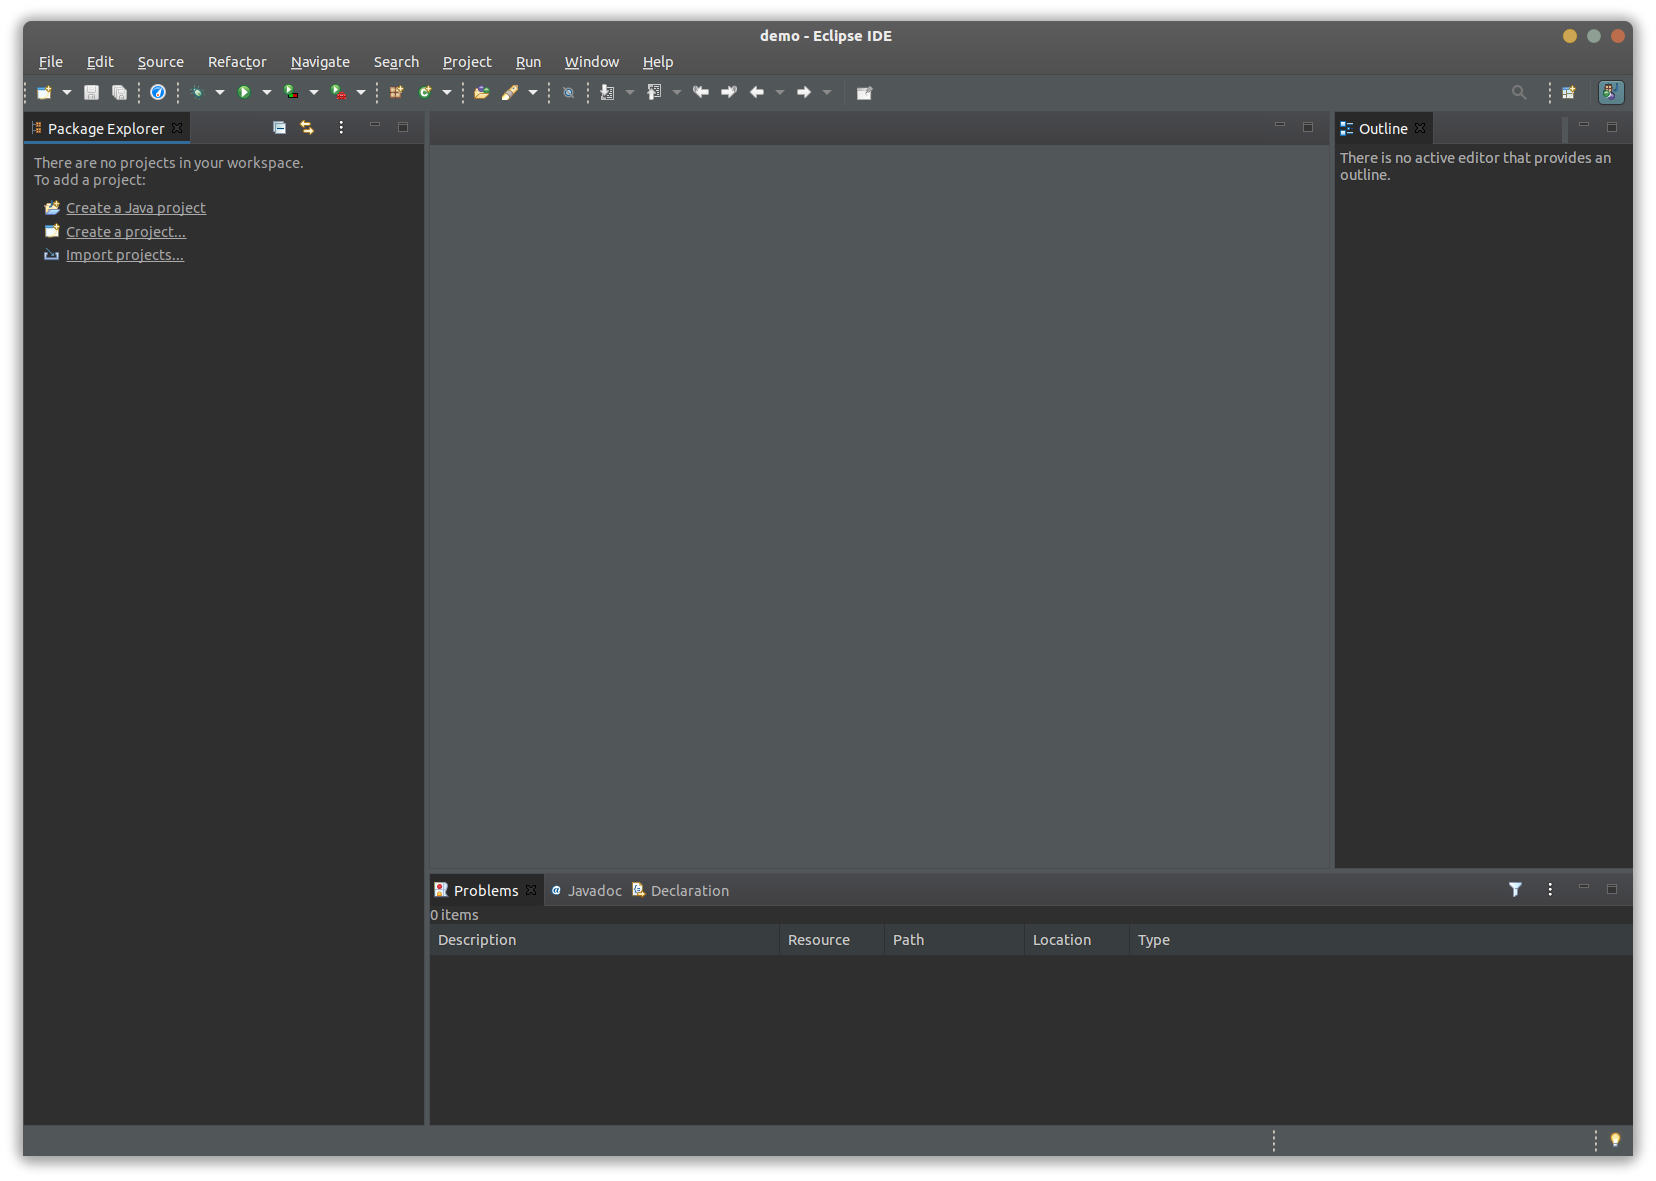 demo - Eclipse IDE
File Edit Source Refactor Navigate Search Project Run Window Help
Package Explorer
There are no projects in your workspace.
To add a project:
Create a Java project
Create a project...
Import projects...
Outline
There is no active editor that provides an
outline.
Problems Javadoc Declaration
0 items
Description Resource Path Location Type